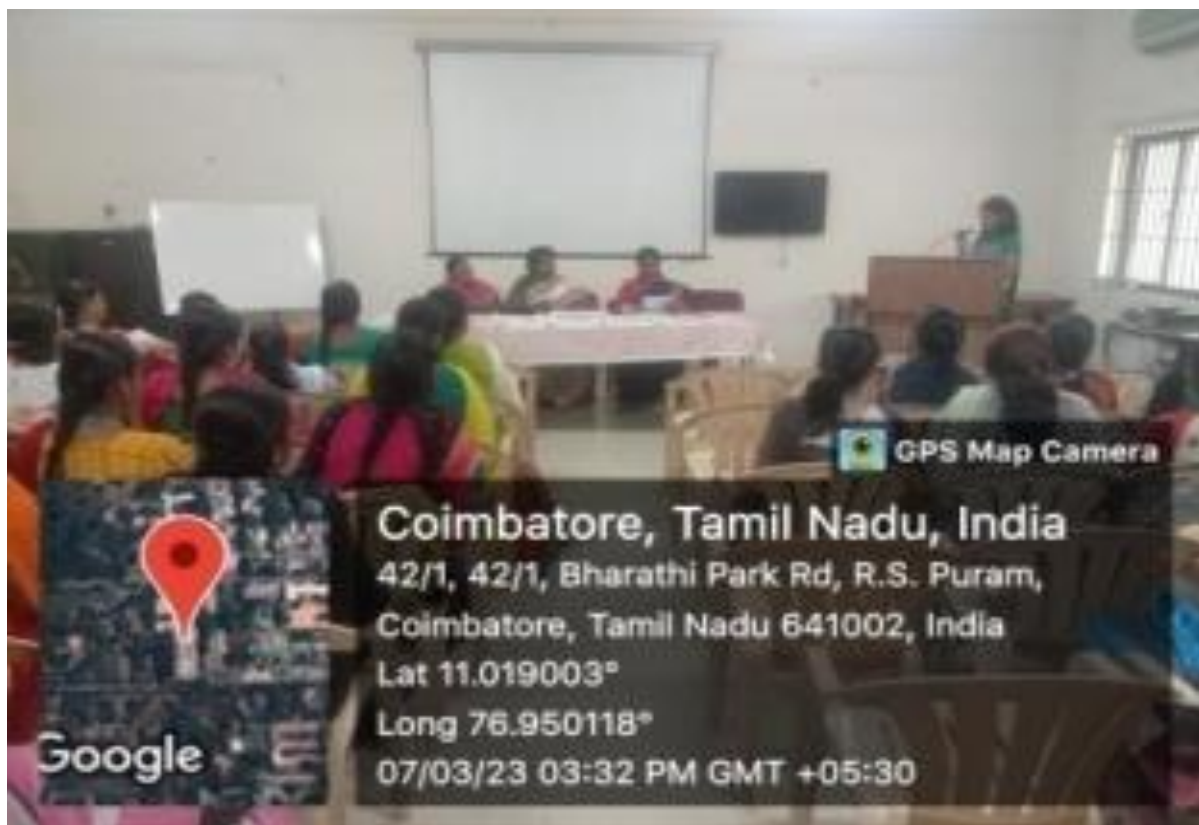 GPS Map Camera
Coimbatore, Tamil Nadu, India
42/1, 42/1, Bharathi Park Rd, R.S. Puram,
Coimbatore, Tamil Nadu 641002, India
Lat 11.019003°
Long 76.950118°
07/03/23 03:32 PM GMT +05:30
Google